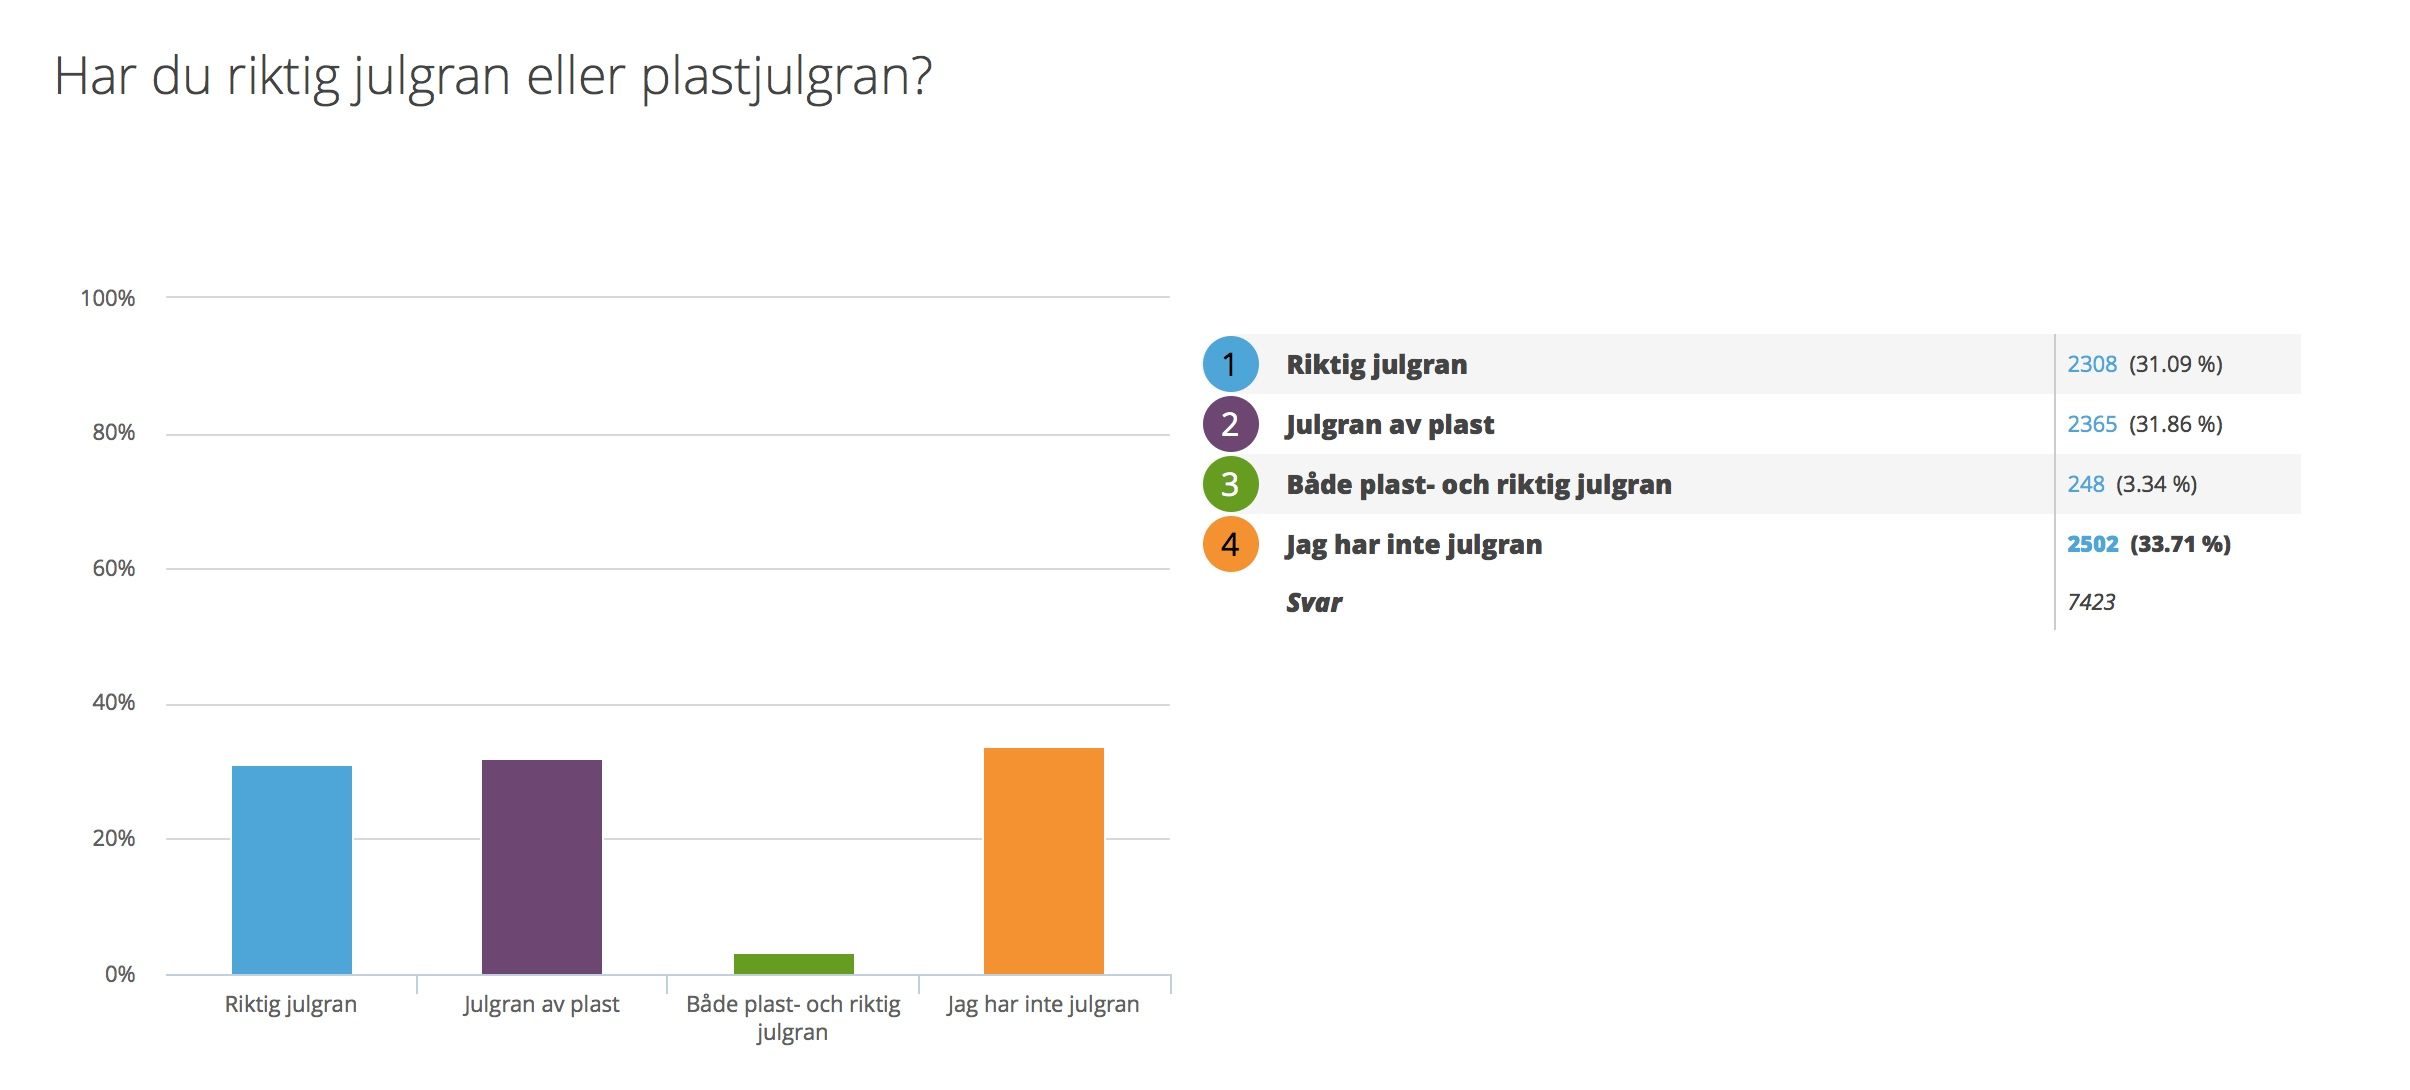 Har du riktig julgran eller plastjulgran?
100%
80%
60%
40%
20%
0%
Riktig julgran
Julgran av plast
Både plast- och riktig
julgran
Jag har inte julgran
1 Riktig julgran 2308 (31.09 %)
2 Julgran av plast 2365 (31.86 %)
3 Både plast- och riktig julgran 248 (3.34 %)
4 Jag har inte julgran 2502 (33.71 %)
Svar 7423